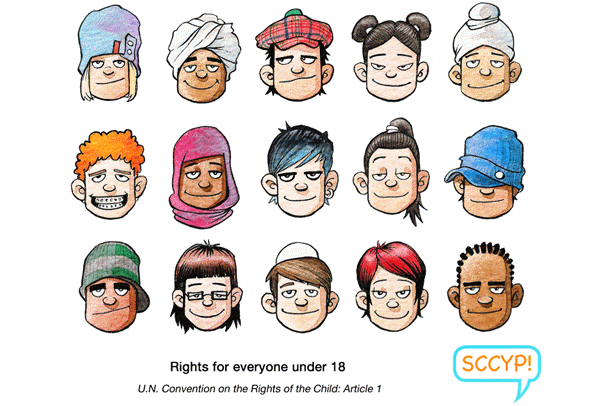 Rights for everyone under 18
U.N. Convention on the Rights of the Child: Article 1
SCCYP!